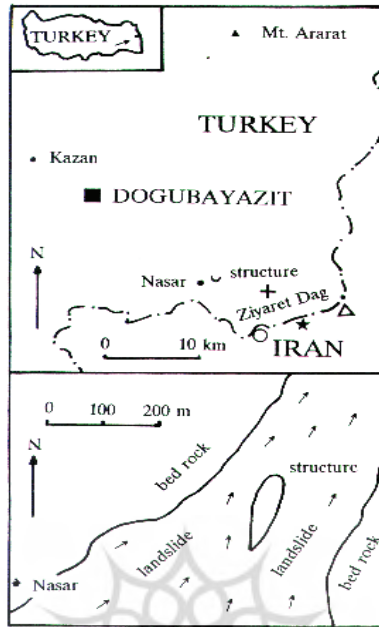 TURKEY
Mt. Ararat
TURKEY
Kazan
DOGUBAYAZIT
N
Nasar
structure
Ziyaret Dag
0 10 km
IRAN
0 100 200 m
bed rock
N
structure
landslide
landslide
bed rock
Nasar